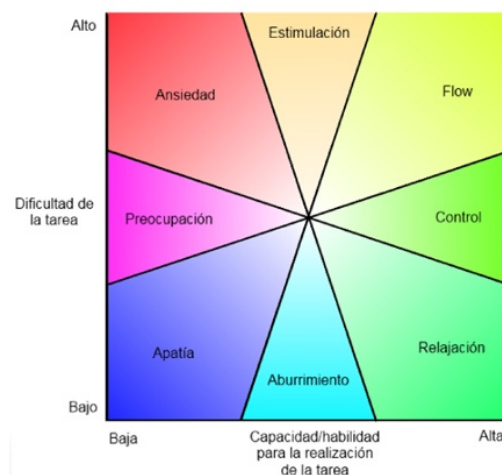 Alto
Estimulación
Ansiedad
Flow
Dificultad de
la tarea
Preocupación
Control
Apatía
Aburrimiento
Relajación
Bajo
Baja
Capacidad/habilidad
para la realización
de la tarea
Alta